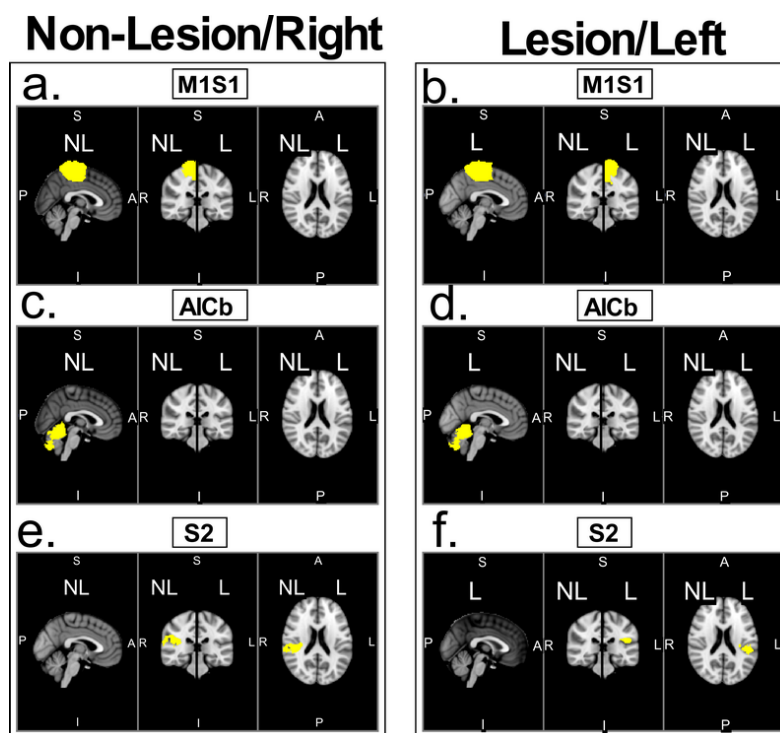 Non-Lesion/Right
Lesion/Left
a.
M1S1
S S A
NL NL L NL L
P A R L R L
I I P
b.
M1S1
S S A
L NL L NL L
P A R L R L
I I P
c.
AICb
S S A
NL NL L NL L
P A R L R L
I I P
d.
AICb
S S A
L NL L NL L
P A R L R L
I I P
e.
S2
S S A
NL NL L NL L
P A R L R L
I I P
f.
S2
S S A
L NL L NL L
P A R L R L
I I P